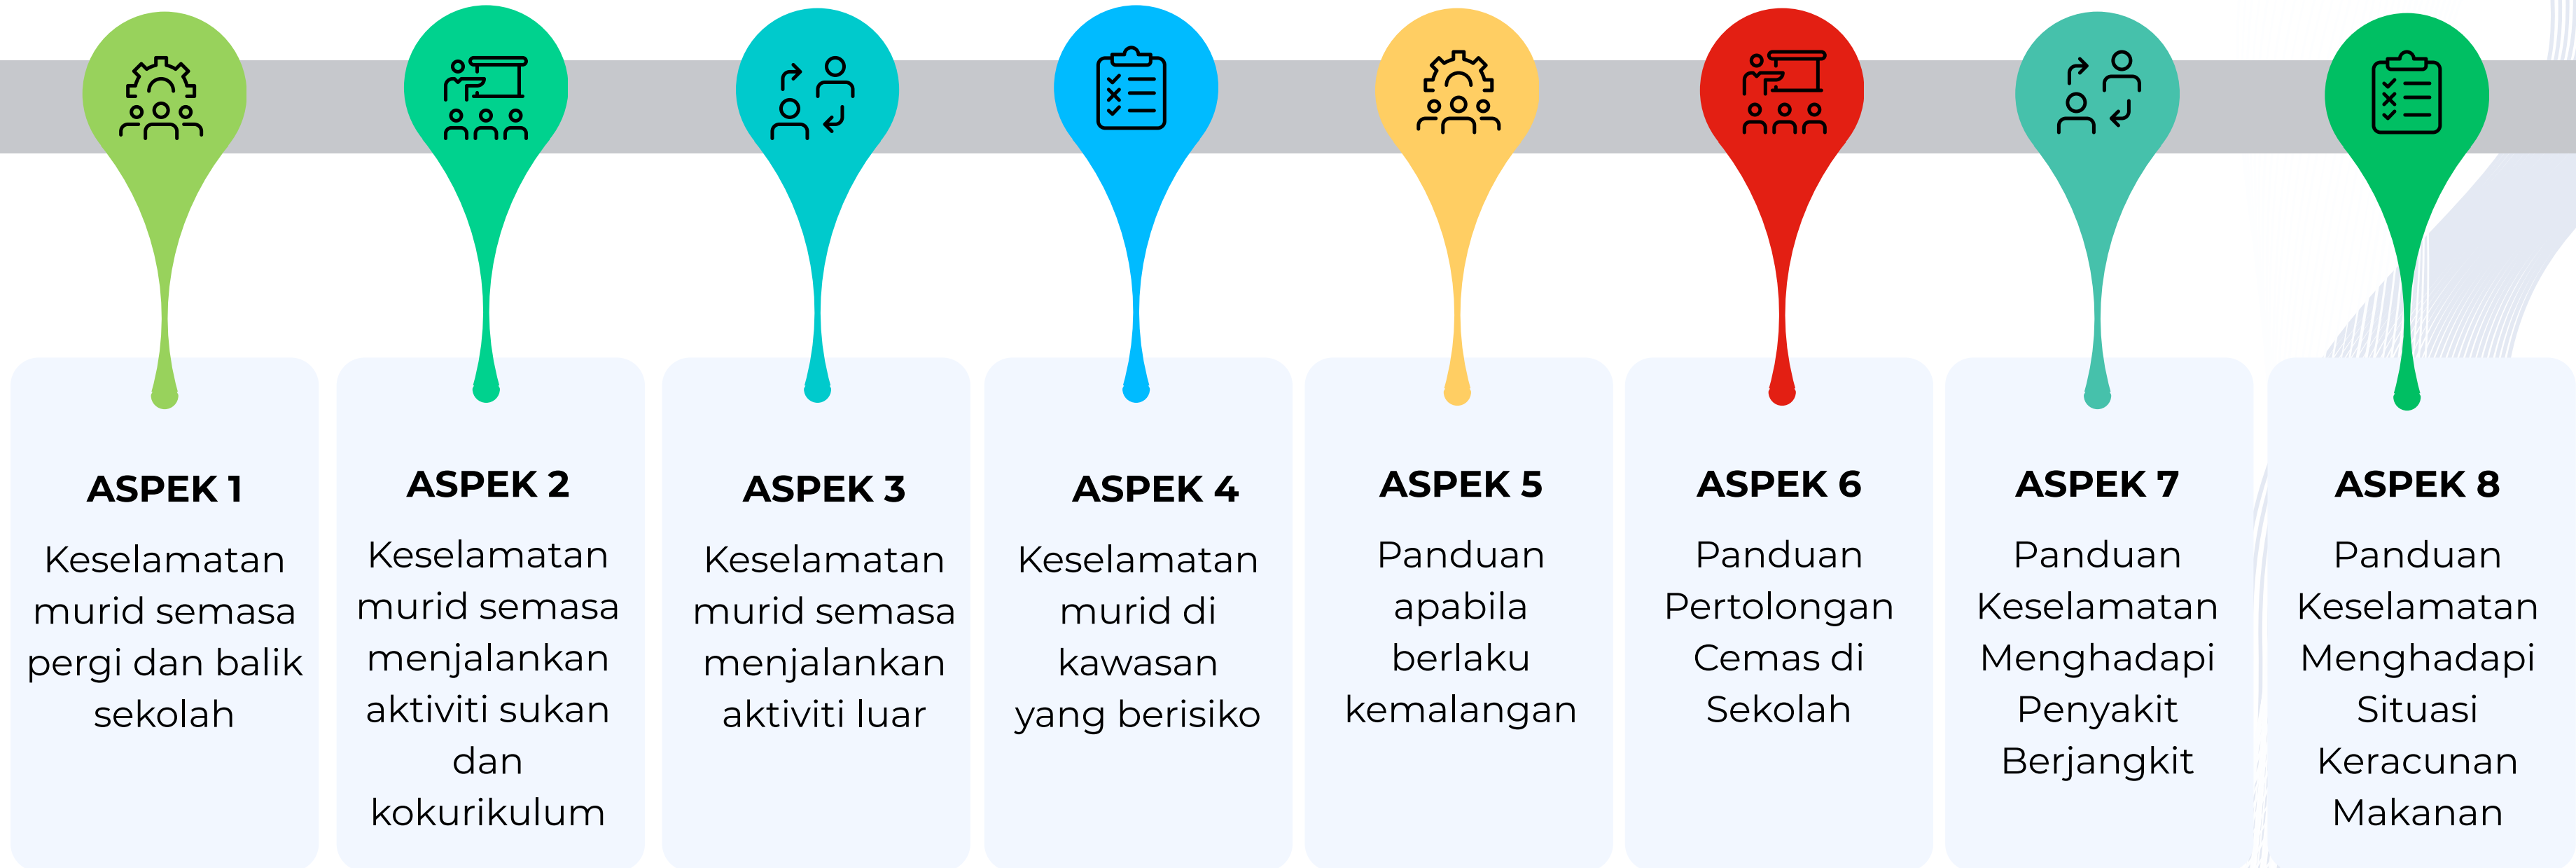 ASPEK 1
Keselamatan
murid semasa
pergi dan balik
sekolah
ASPEK 2
Keselamatan
murid semasa
menjalankan
aktiviti sukan
dan
kokurikulum
ASPEK 3
Keselamatan
murid semasa
menjalankan
aktiviti luar
ASPEK 4
Keselamatan
murid di
kawasan
yang berisiko
ASPEK 5
Panduan
apabila
berlaku
kemalangan
ASPEK 6
Panduan
Pertolongan
Cemas di
Sekolah
ASPEK 7
Panduan
Keselamatan
Menghadapi
Penyakit
Berjangkit
ASPEK 8
Panduan
Keselamatan
Menghadapi
Situasi
Keracunan
Makanan